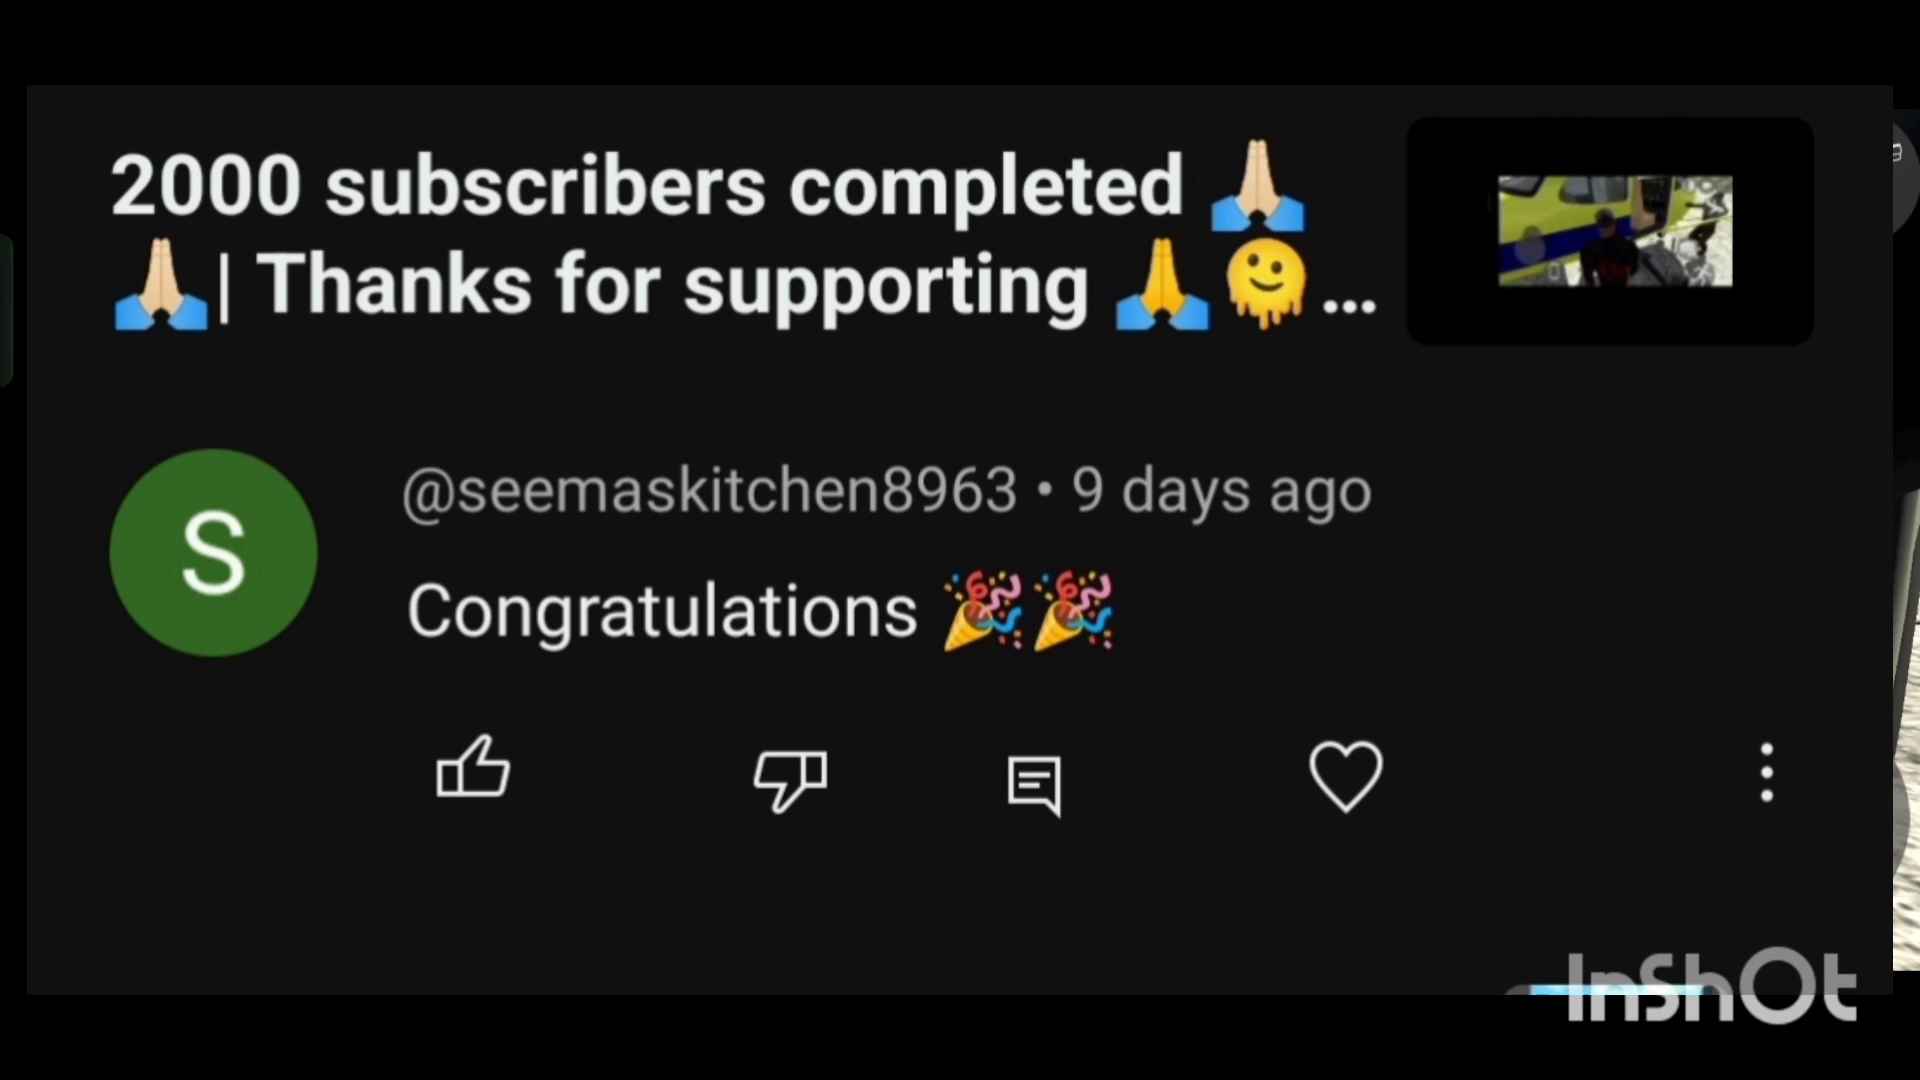 2000 subscribers completed 🙏🏻
🙏🏻| Thanks for supporting 🙏🫠...
S
@seemaskitchen8963 • 9 days ago
Congratulations 🎉🎉
InShOt